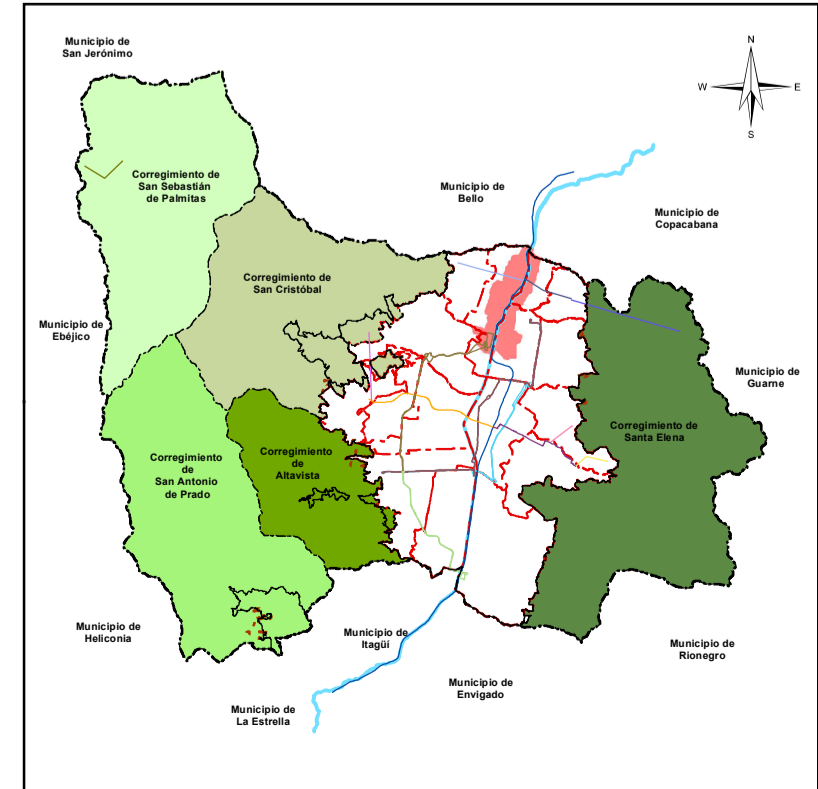 Municipio de
San Jerónimo
N
W
E
S
Corregimiento de
San Sebastián
de Palmitas
Municipio de
Bello
Municipio de
Copacabana
Corregimiento de
San Cristóbal
Municipio de
Ebéjico
Municipio de
Guarne
Corregimiento de
Santa Elena
Corregimiento
de
San Antonio
de Prado
Corregimiento
de
Altavista
Municipio de
Heliconia
Municipio de
Itagüí
Municipio de
Rionegro
Municipio de
Envigado
Municipio de
La Estrella